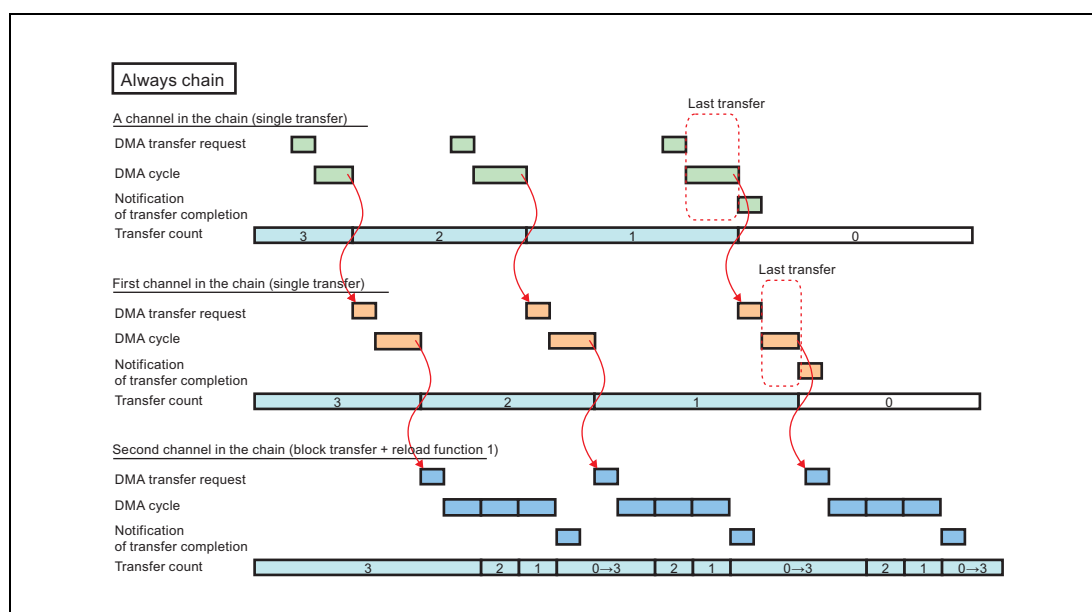 Always chain
Last transfer
A channel in the chain (single transfer)
DMA transfer request
DMA cycle
Notification
of transfer completion
Transfer count
3
2
1
0
Last transfer
First channel in the chain (single transfer)
DMA transfer request
DMA cycle
Notification
of transfer completion
Transfer count
3
2
1
0
Second channel in the chain (block transfer + reload function 1)
DMA transfer request
DMA cycle
Notification
of transfer completion
Transfer count
3
2
1
0→3
2
1
0→3
2
1
0→3